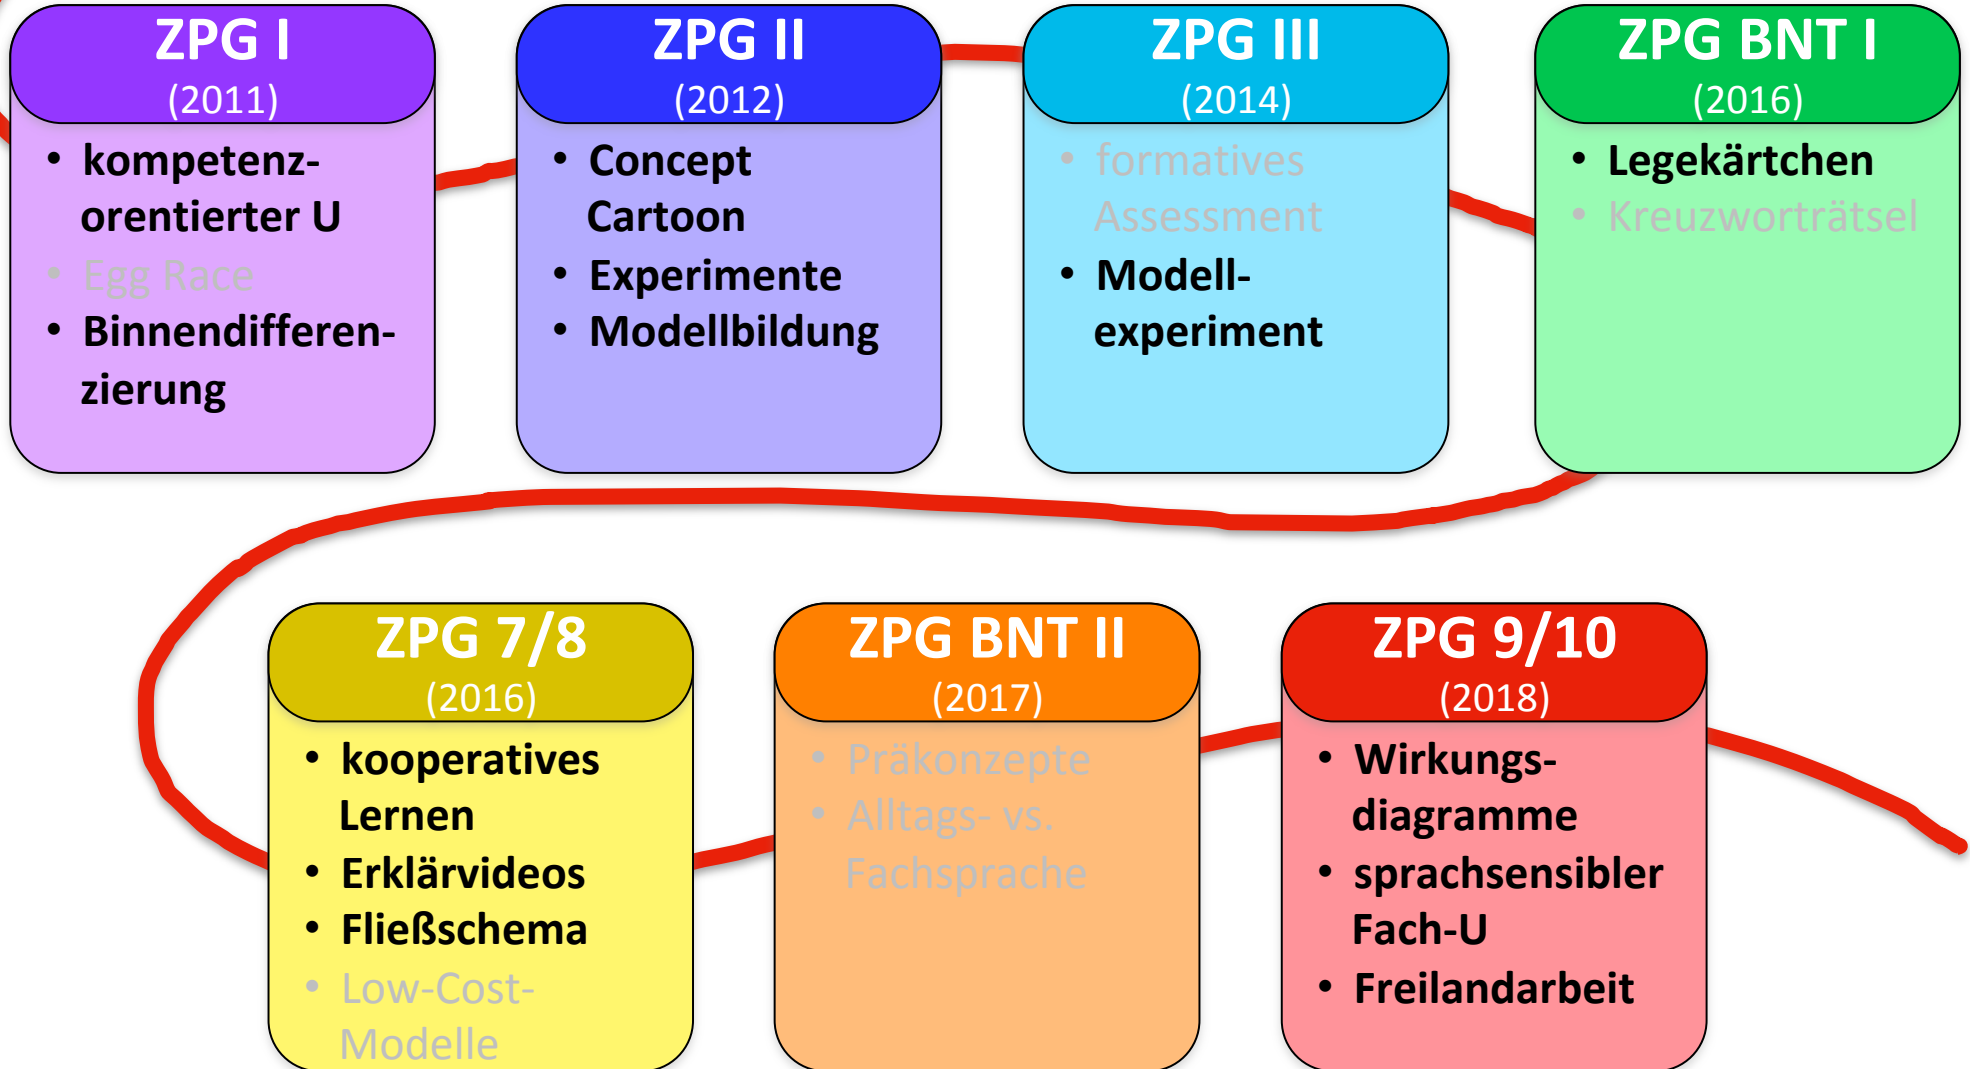 ZPG I
(2011)
• kompetenz-
orentierter U
• Egg Race
• Binnendifferen-
zierung
ZPG II
(2012)
• Concept
Cartoon
• Experimente
• Modellbildung
ZPG III
(2014)
• formatives
Assessment
• Modell-
experiment
ZPG BNT I
(2016)
• Legekärtchen
• Kreuzworträtsel
ZPG 7/8
(2016)
• kooperatives
Lernen
• Erklärvideos
• Fließschema
• Low-Cost-
Modelle
ZPG BNT II
(2017)
• Präkonzepte
• Alltags- vs.
Fachsprache
ZPG 9/10
(2018)
• Wirkungs-
diagramme
• sprachsensibler
Fach-U
• Freilandarbeit